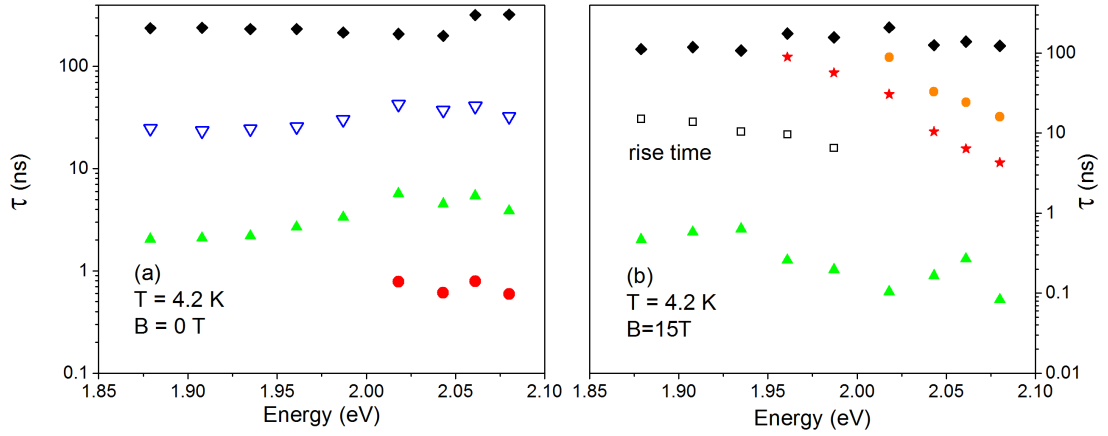 100
10
1
0.1
τ (ns)
(a)
T = 4.2 K
B = 0 T
1.85 1.90 1.95 2.00 2.05 2.10
Energy (eV)
rise time
(b)
T = 4.2 K
B=15T
100
10
1
0.1
0.01
τ (ns)
1.85 1.90 1.95 2.00 2.05 2.10
Energy (eV)